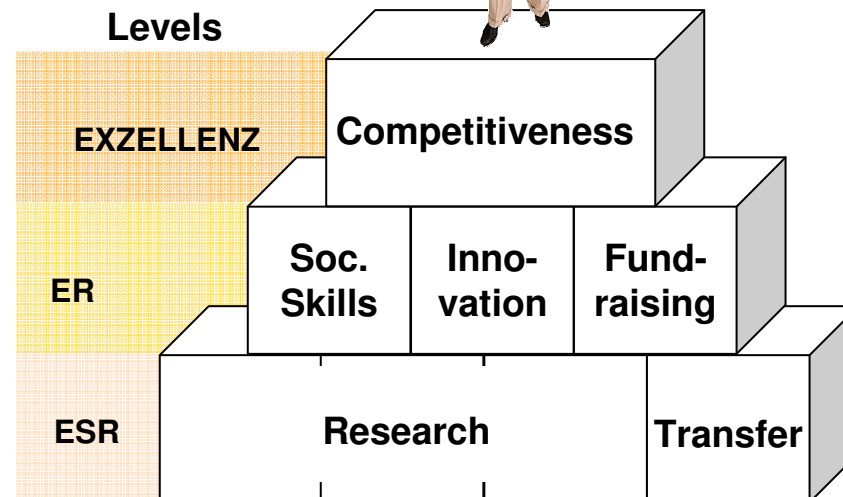 Levels
EXZELLENZ
Competitiveness
ER
Soc.
Skills
Inno-
vation
Fund-
raising
ESR
Research
Transfer